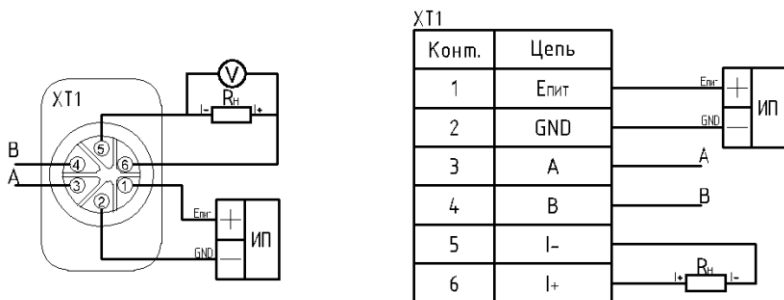 XT1
V
I-
Rн
I+
B
A
5
4
6
3
1
2
Eпит
+
GND
–
ИП
XT1
Конт.
Цепь
1
Eпит
2
GND
3
A
4
B
5
I-
6
I+
Eпит
+
GND
–
ИП
A
B
I+
Rн
I-